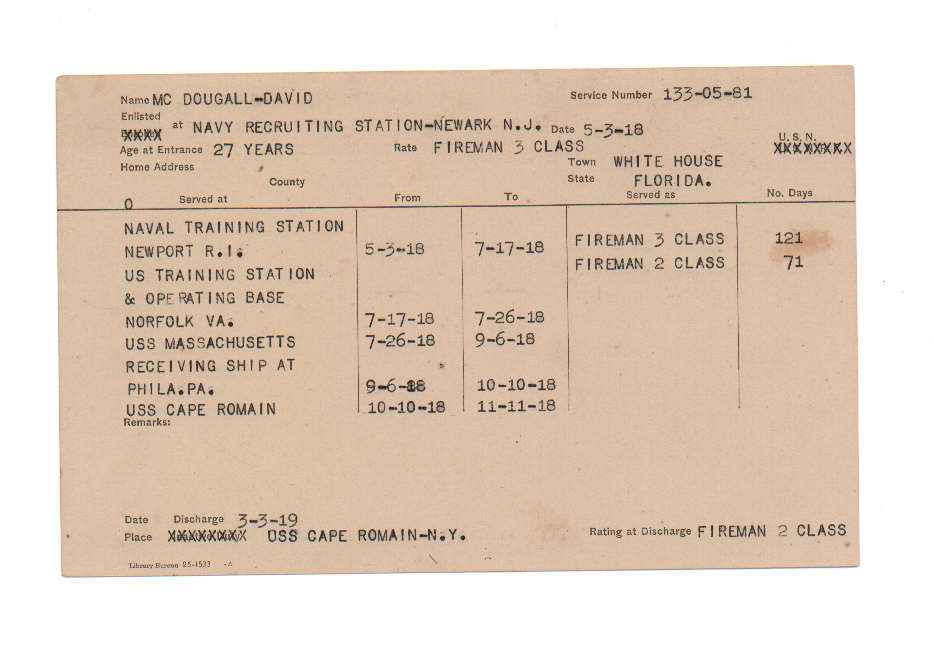 Name MC DOUGALL-DAVID Service Number 133-05-81
Enlisted
XXXX at NAVY RECRUITING STATION-NEWARK N.J. Date 5-3-18 U.S.N.
Age at Entrance 27 YEARS Rate FIREMAN 3 CLASS XXXXXXXX
Home Address Town WHITE HOUSE
County State FLORIDA.
O Served at From To Served as No. Days
NAVAL TRAINING STATION
NEWPORT R.I. 5-3-18 7-17-18 FIREMAN 3 CLASS 121
US TRAINING STATION FIREMAN 2 CLASS 71
& OPERATING BASE
NORFOLK VA. 7-17-18 7-26-18
USS MASSACHUSETTS 7-26-18 9-6-18
RECEIVING SHIP AT
PHILA.PA. 9-6-18 10-10-18
USS CAPE ROMAIN 10-10-18 11-11-18
Remarks:
Date Discharge 3-3-19
Place XXXXXXXX USS CAPE ROMAIN-N.Y. Rating at Discharge FIREMAN 2 CLASS
Library Bureau 25-1533